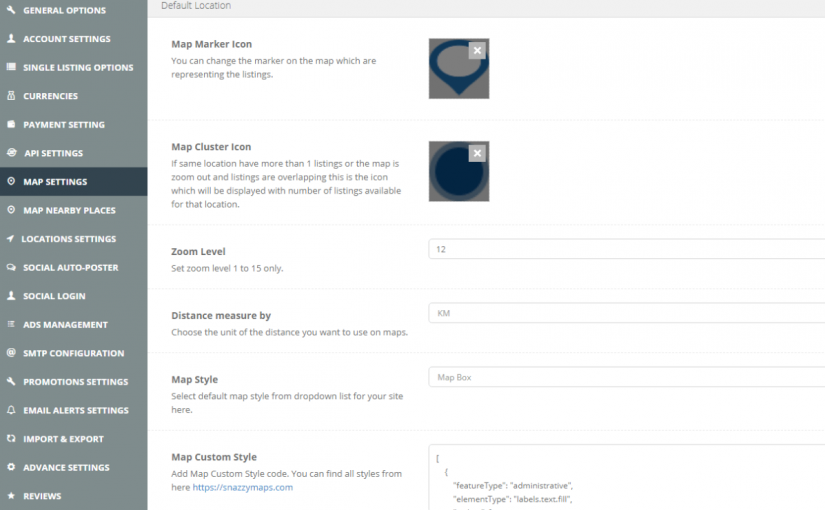 GENERAL OPTIONS
ACCOUNT SETTINGS
SINGLE LISTING OPTIONS
CURRENCIES
PAYMENT SETTING
API SETTINGS
MAP SETTINGS
MAP NEARBY PLACES
LOCATIONS SETTINGS
SOCIAL AUTO-POSTER
SOCIAL LOGIN
ADS MANAGEMENT
SMTP CONFIGURATION
PROMOTIONS SETTINGS
EMAIL ALERTS SETTINGS
IMPORT & EXPORT
ADVANCE SETTINGS
REVIEWS
Default Location
Map Marker Icon
You can change the marker on the map which are
representing the listings.
Map Cluster Icon
If same location have more than 1 listings or the map is
zoom out and listings are overlapping this is the icon
which will be displayed with number of listings available
for that location.
Zoom Level
Set zoom level 1 to 15 only.
12
Distance measure by
Choose the unit of the distance you want to use on maps.
KM
Map Style
Select default map style from dropdown list for your site
here.
Map Box
Map Custom Style
Add Map Custom Style code. You can find all styles from
here https://snazzymaps.com
[
{
"featureType": "administrative",
"elementType": "labels.text.fill",